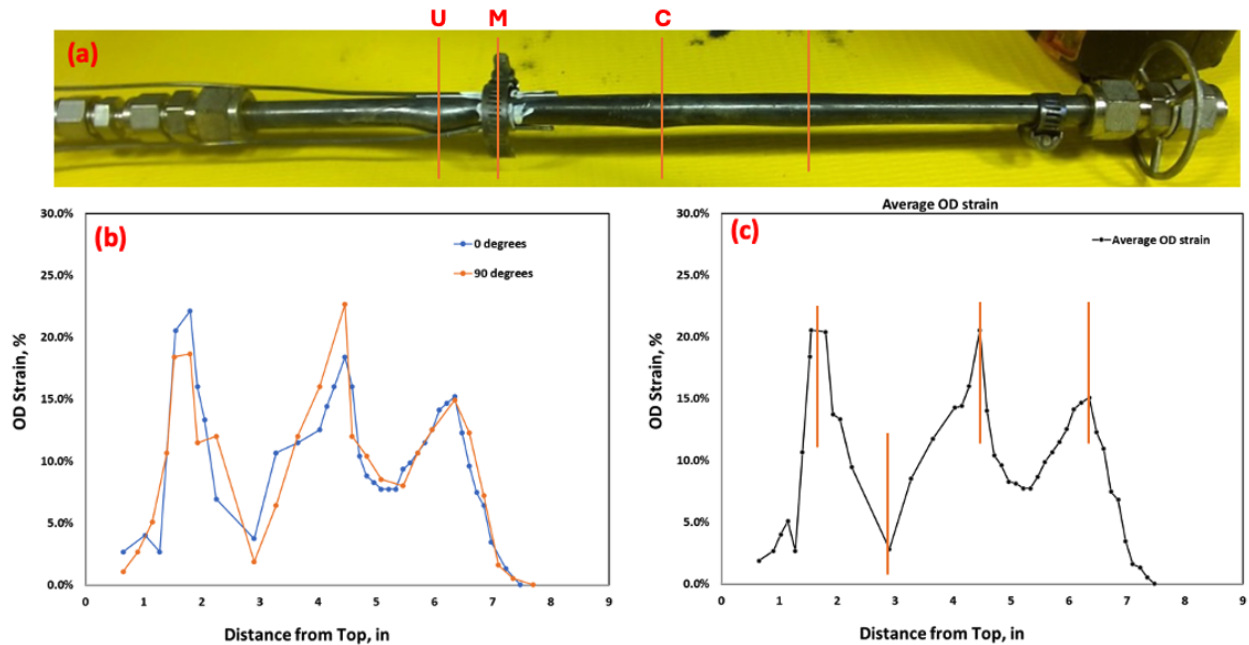 U M C
(a)
(b)
30.0%
25.0%
20.0%
15.0%
10.0%
5.0%
0.0%
OD Strain, %
0 degrees
90 degrees
0 1 2 3 4 5 6 7 8 9
Distance from Top, in
Average OD strain
(c)
30.0%
25.0%
20.0%
15.0%
10.0%
5.0%
0.0%
OD Strain, %
Average OD strain
0 1 2 3 4 5 6 7 8 9
Distance from Top, in